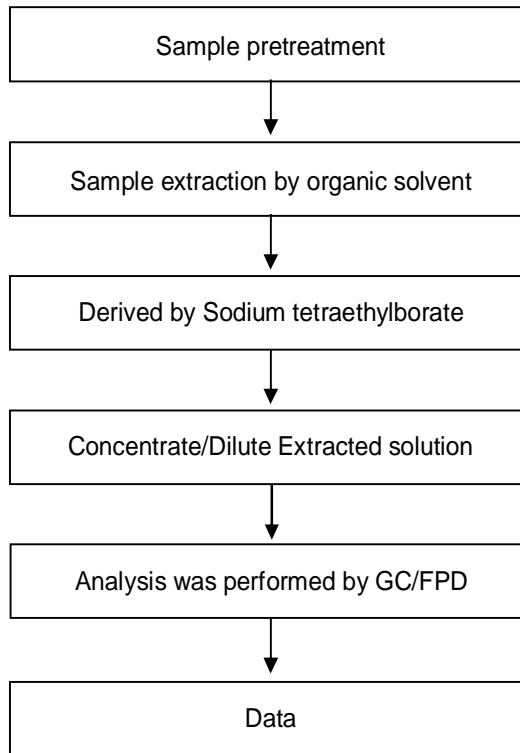 Sample pretreatment
Sample extraction by organic solvent
Derived by Sodium tetraethylborate
Concentrate/Dilute Extracted solution
Analysis was performed by GC/FPD
Data